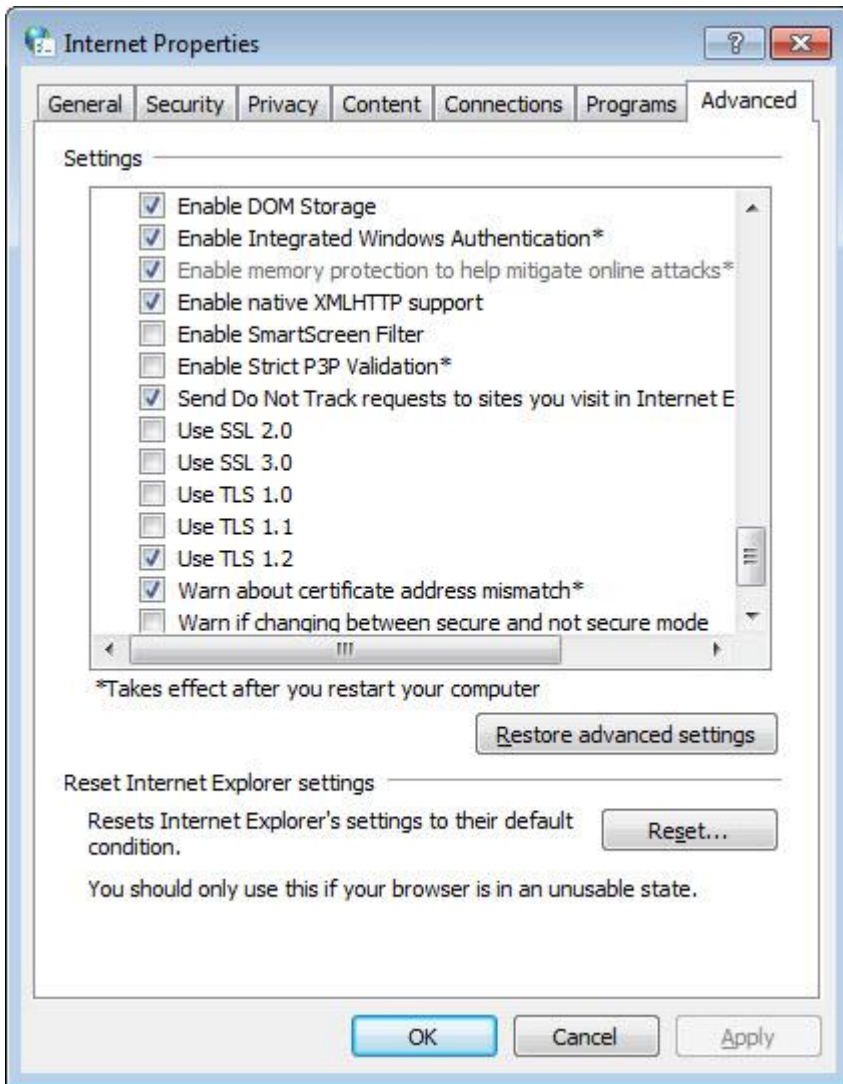 Internet Properties
General Security Privacy Content Connections Programs Advanced
Settings
Enable DOM Storage
Enable Integrated Windows Authentication*
Enable memory protection to help mitigate online attacks*
Enable native XMLHTTP support
Enable SmartScreen Filter
Enable Strict P3P Validation*
Send Do Not Track requests to sites you visit in Internet E
Use SSL 2.0
Use SSL 3.0
Use TLS 1.0
Use TLS 1.1
Use TLS 1.2
Warn about certificate address mismatch*
Warn if changing between secure and not secure mode
*Takes effect after you restart your computer
Restore advanced settings
Reset Internet Explorer settings
Resets Internet Explorer's settings to their default
condition.
Reset...
You should only use this if your browser is in an unusable state.
OK Cancel Apply